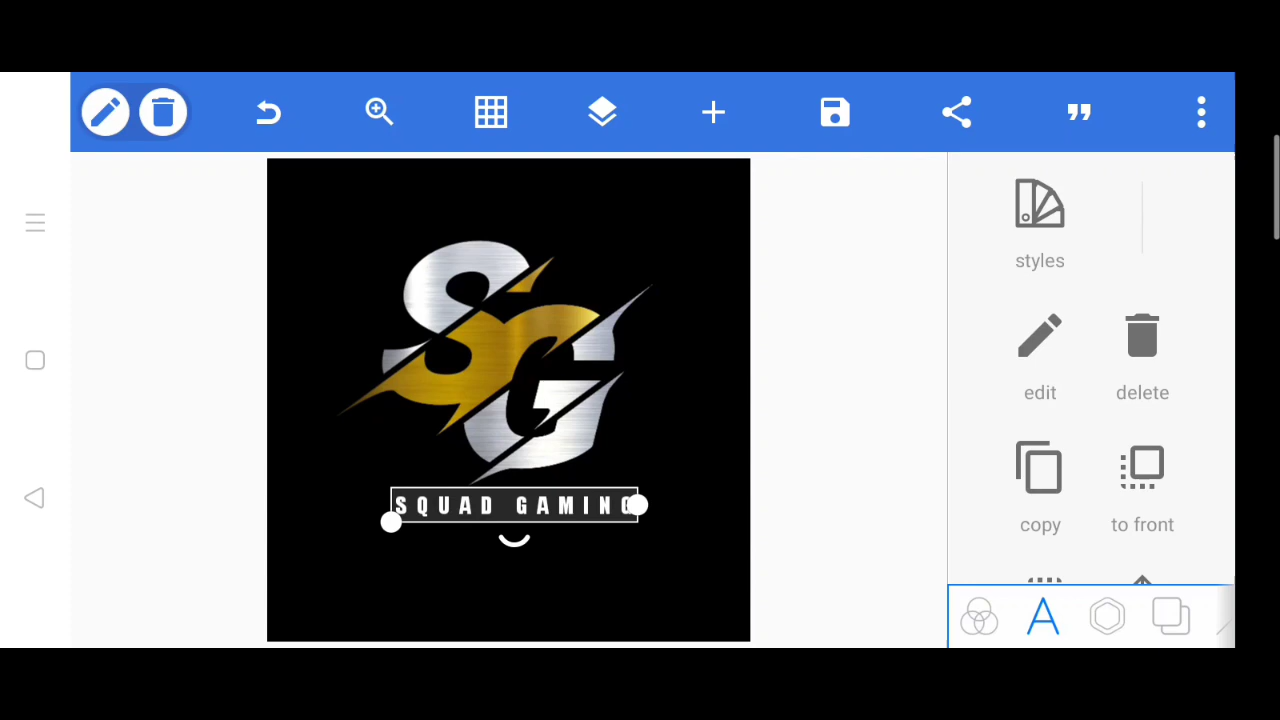 styles
SG
edit
delete
SQUAD GAMING
copy
to front